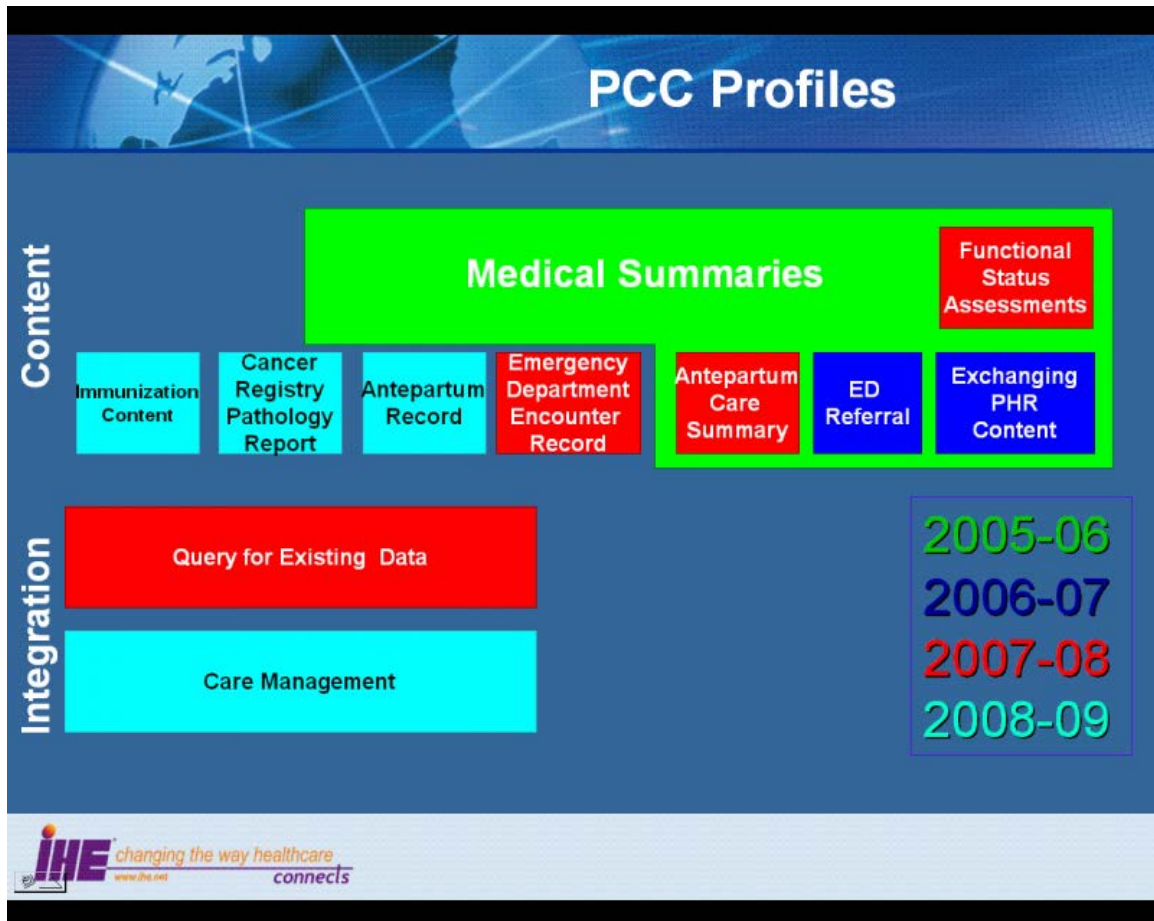 PCC Profiles
Content
Medical Summaries
Functional
Status
Assessments
Immunization
Content
Cancer
Registry
Pathology
Report
Antepartum
Record
Emergency
Department
Encounter
Record
Antepartum
Care
Summary
ED
Referral
Exchanging
PHR
Content
Integration
Query for Existing Data
Care Management
2005-06
2006-07
2007-08
2008-09
iHE
changing the way healthcare
www.ihe.net
connects